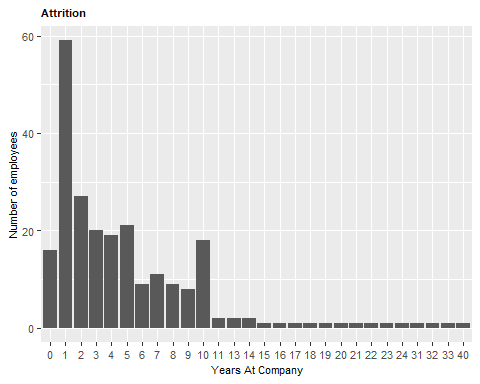 Attrition
Number of employees
60
40
20
0
0 1 2 3 4 5 6 7 8 9 10 11 13 14 15 16 17 18 19 20 21 22 23 24 31 32 33 40
Years At Company